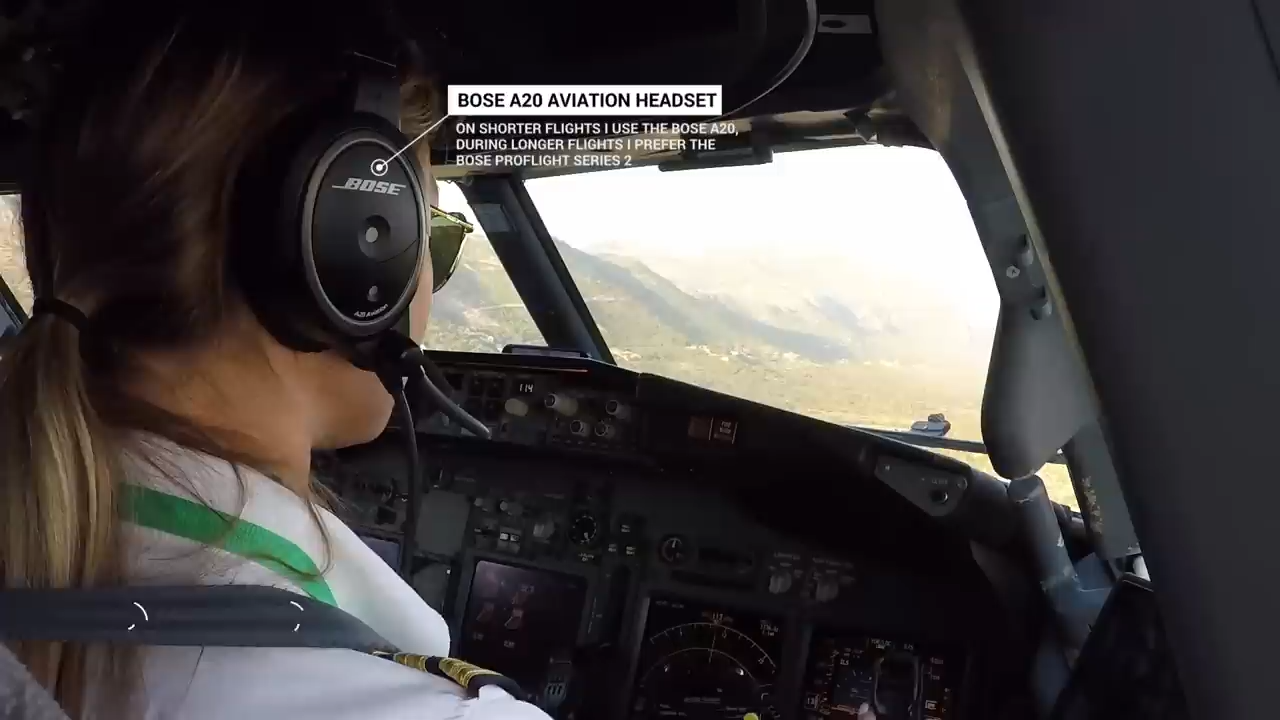 BOSE A20 AVIATION HEADSET
ON SHORTER FLIGHTS I USE THE BOSE A20,
DURING LONGER FLIGHTS I PREFER THE
BOSE PROFLIGHT SERIES 2
BOSE
A20 Aviation
114